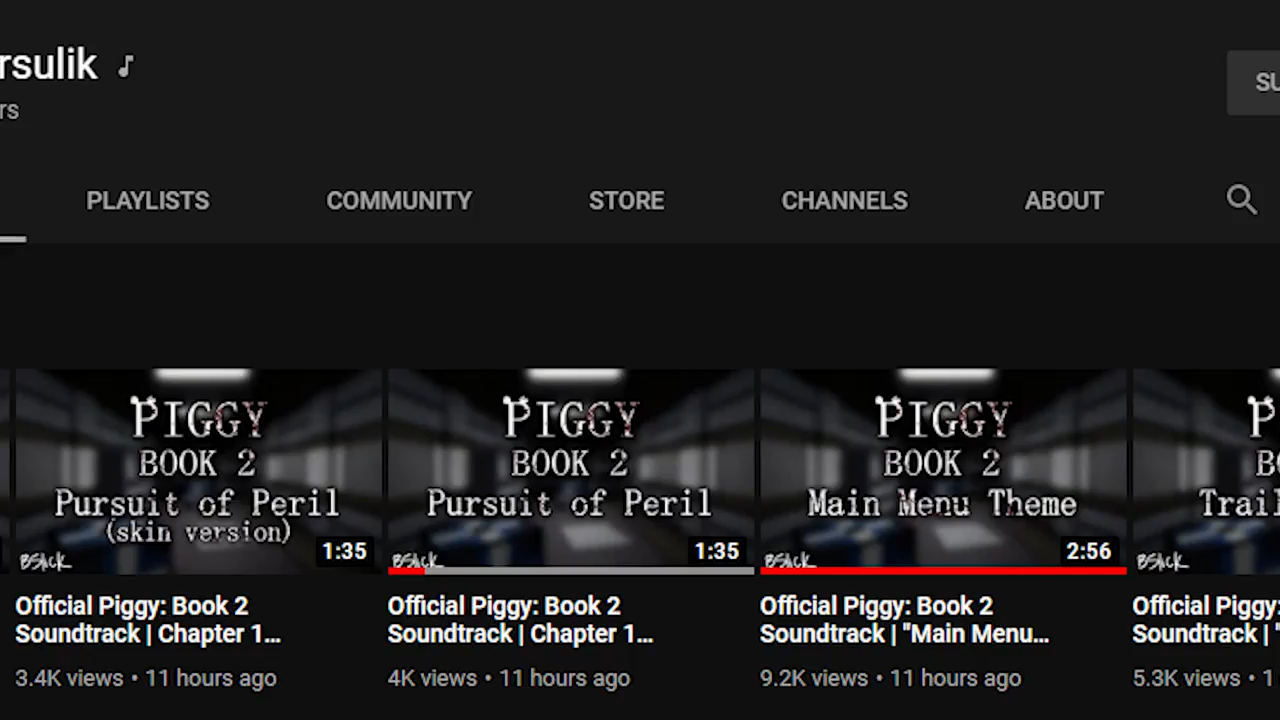 rsulik
rs
SU
PLAYLISTS COMMUNITY STORE CHANNELS ABOUT
PIGGY
BOOK 2
Pursuit of Peril
(skin version)
BSlick
1:35
Official Piggy: Book 2
Soundtrack | Chapter 1...
3.4K views • 11 hours ago
PIGGY
BOOK 2
Pursuit of Peril
BSlick
1:35
Official Piggy: Book 2
Soundtrack | Chapter 1...
4K views • 11 hours ago
PIGGY
BOOK 2
Main Menu Theme
BSlick
2:56
Official Piggy: Book 2
Soundtrack | "Main Menu...
9.2K views • 11 hours ago
P
B
Trail
BSlick
Official Piggy:
Soundtrack | "
5.3K views • 1